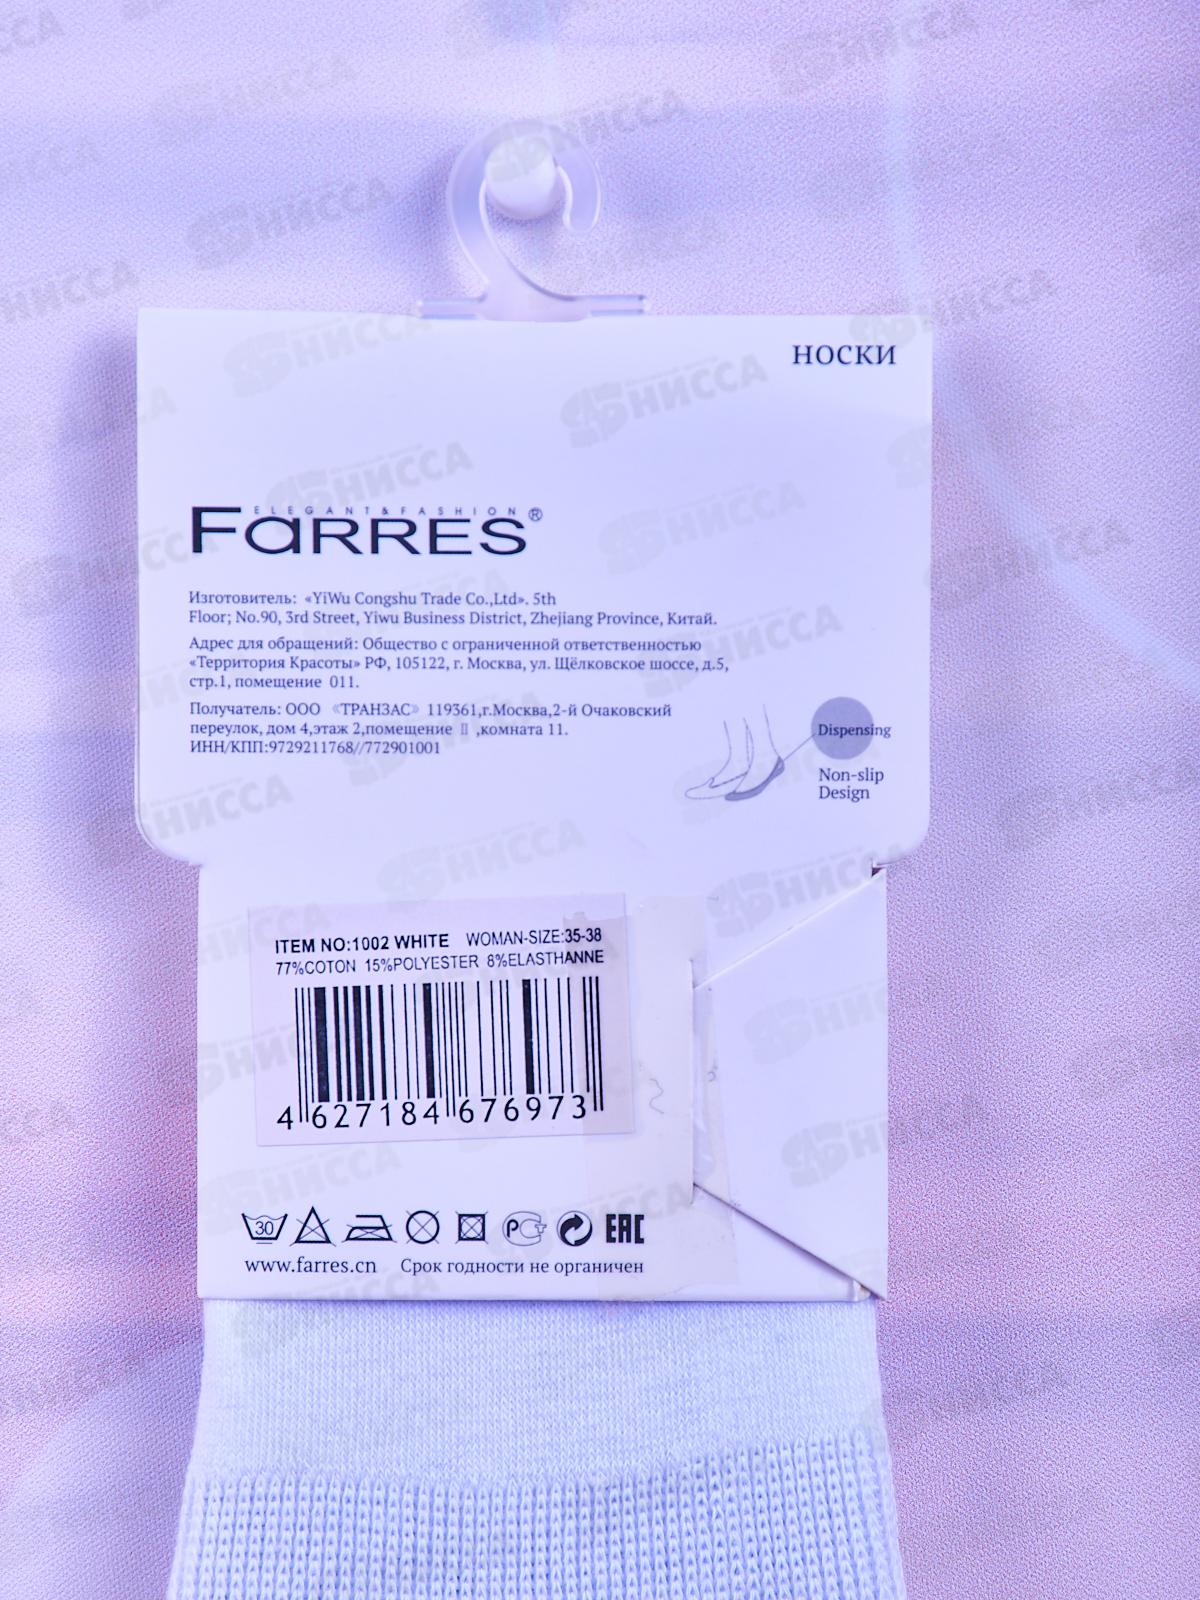 НОСКИ
ELEGANT&FASHION
FARRES®
Изготовитель: «YiWu Congshu Trade Co.,Ltd». 5th
Floor; No.90, 3rd Street, Yiwu Business District, Zhejiang Province, Китай.
Адрес для обращений: Общество с ограниченной ответственностью
«Территория Красоты» РФ, 105122, г. Москва, ул. Щёлковское шоссе, д.5,
стр.1, помещение 011.
Получатель: ООО «ТРАНЗАС» 119361,г.Москва,2-й Очаковский
переулок, дом 4,этаж 2,помещение Ⅱ ,комната 11.
ИНН/КПП:9729211768//772901001
Dispensing
Non-slip
Design
ITEM NO:1002 WHITE WOMAN-SIZE:35-38
77%COTON 15%POLYESTER 8%ELASTHANNE
4 627184 676973
30 РСТ EAC
www.farres.cn Срок годности не органичен
НИССА